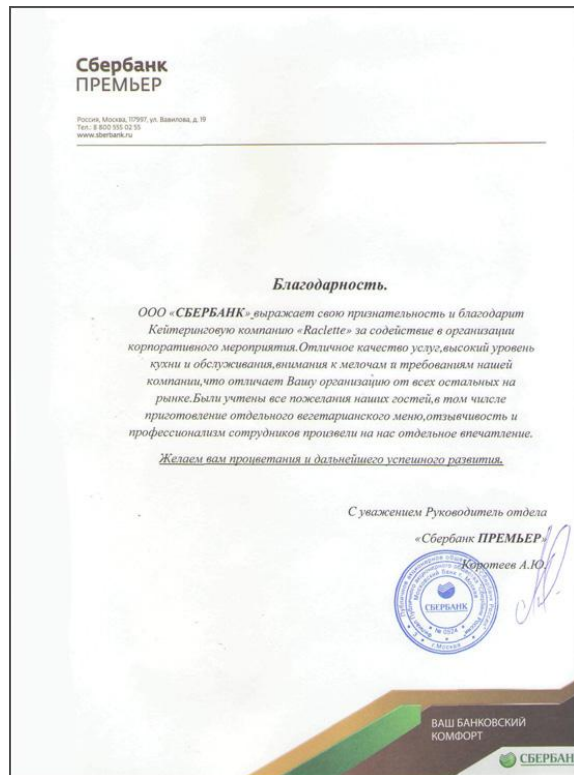 Сбербанк
ПРЕМЬЕР
Россия, Москва, 117997, ул. Вавилова, д. 19
Тел.: 8 800 555 02 55
www.sberbank.ru
Благодарность.
ООО «СБЕРБАНК» выражает свою признательность и благодарит
Кейтеринговую компанию «Raclette» за содействие в организации
корпоративного мероприятия.Отличное качество услуг,высокий уровень
кухни и обслуживания,внимания к мелочам и требованиям нашей
компании,что отличает Вашу организацию от всех остальных на
рынке.Были учтены все пожелания наших гостей,в том чилсле
приготовление отдельного вегетарианского меню,отзывчивость и
профессионализм сотрудников произвели на нас отдельное впечатление.
Желаем вам процветания и дальнейшего успешного развития.
С уважением Руководитель отдела
«Сбербанк ПРЕМЬЕР»
Коротеев А.Ю.
СБЕРБАНК
№ 0524
г.Москва
ВАШ БАНКОВСКИЙ
КОМФОРТ
СБЕРБАН